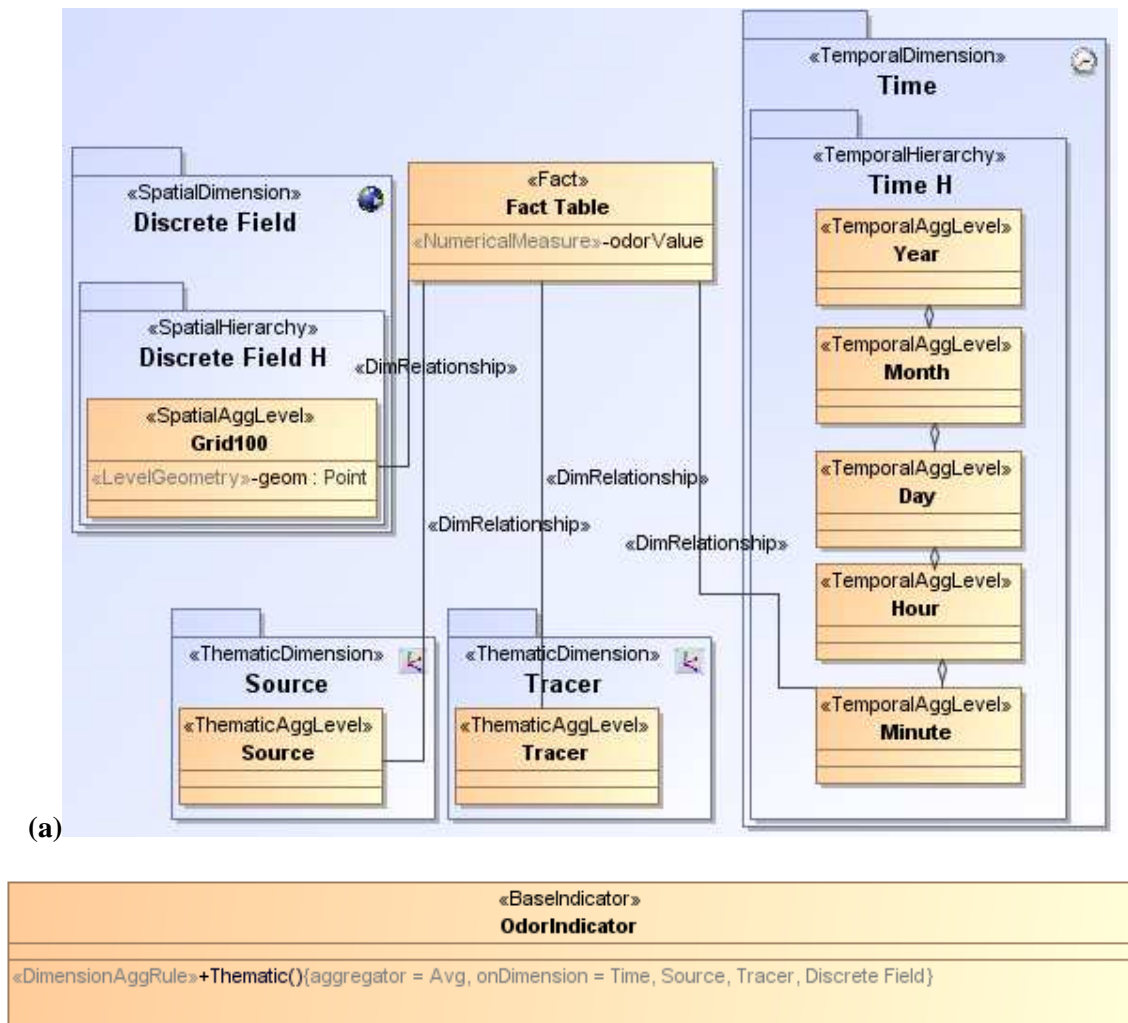 «TemporalDimension»
Time
«TemporalHierarchy»
Time H
«TemporalAggLevel»
Year
«TemporalAggLevel»
Month
«TemporalAggLevel»
Day
«TemporalAggLevel»
Hour
«TemporalAggLevel»
Minute
«Fact»
Fact Table
«NumericalMeasure»-odorValue
«SpatialDimension»
Discrete Field
«SpatialHierarchy»
Discrete Field H
«SpatialAggLevel»
Grid100
«LevelGeometry»-geom : Point
«DimRelationship»
«DimRelationship»
«DimRelationship»
«DimRelationship»
«ThematicDimension»
Source
«ThematicAggLevel»
Source
«ThematicDimension»
Tracer
«ThematicAggLevel»
Tracer
(a)
«BaseIndicator»
OdorIndicator
«DimensionAggRule»+Thematic(){aggregator = Avg, onDimension = Time, Source, Tracer, Discrete Field}